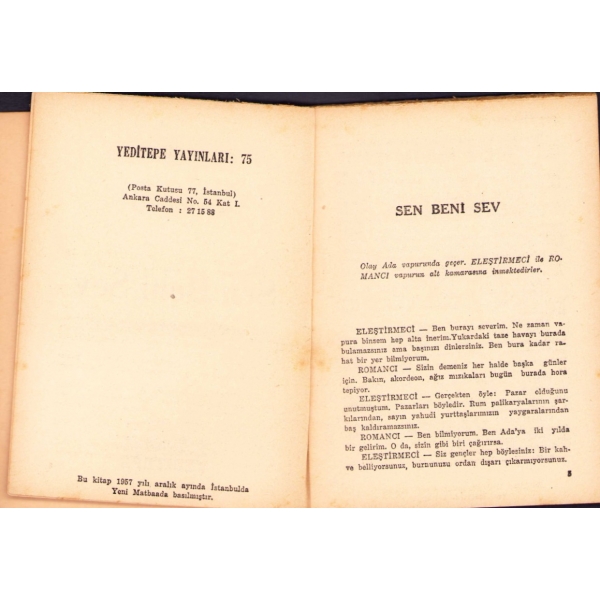 YEDİTEPE YAYINLARI: 75
(Posta Kutusu 77, İstanbul)
Ankara Caddesi No. 54 Kat I.
Telefon : 27 15 88
Bu kitap 1957 yılı aralık ayında İstanbulda
Yeni Matbaada basılmıştır.
SEN BENİ SEV
Olay Ada vapurunda geçer. ELEŞTİRMECİ ile RO-
MANCI vapurun alt kamarasına inmektedirler.
ELEŞTİRMECİ — Ben burayı severim. Ne zaman va-
pura binsem hep alta inerim.Yukardaki taze havayı burada
bulamazsınız ama başınızı dinlersiniz. Ben bura kadar ra-
hat bir yer bilmiyorum.
ROMANCI — Sizin demeniz her halde başka günler
için. Bakın, akordeon, ağız mızıkaları bugün burada hora
tepiyor.
ELEŞTİRMECİ — Gerçekten öyle: Pazar olduğunu
unutmuştum. Pazarları böyledir. Rum palikaryalarının şar-
kılarından, sayın yahudi yurttaşlarımızın yaygaralarından
baş kaldıramazsınız.
ROMANCI — Ben bilmiyorum. Ben Ada'ya iki yılda
bir gelirim. O da, sizin gibi biri çağırırsa.
ELEŞTİRMECİ — Siz gençler hep böylesiniz: Bir kah-
ve belliyorsunuz, burnunuzu ordan dışarı çıkarmıyorsunuz.
5